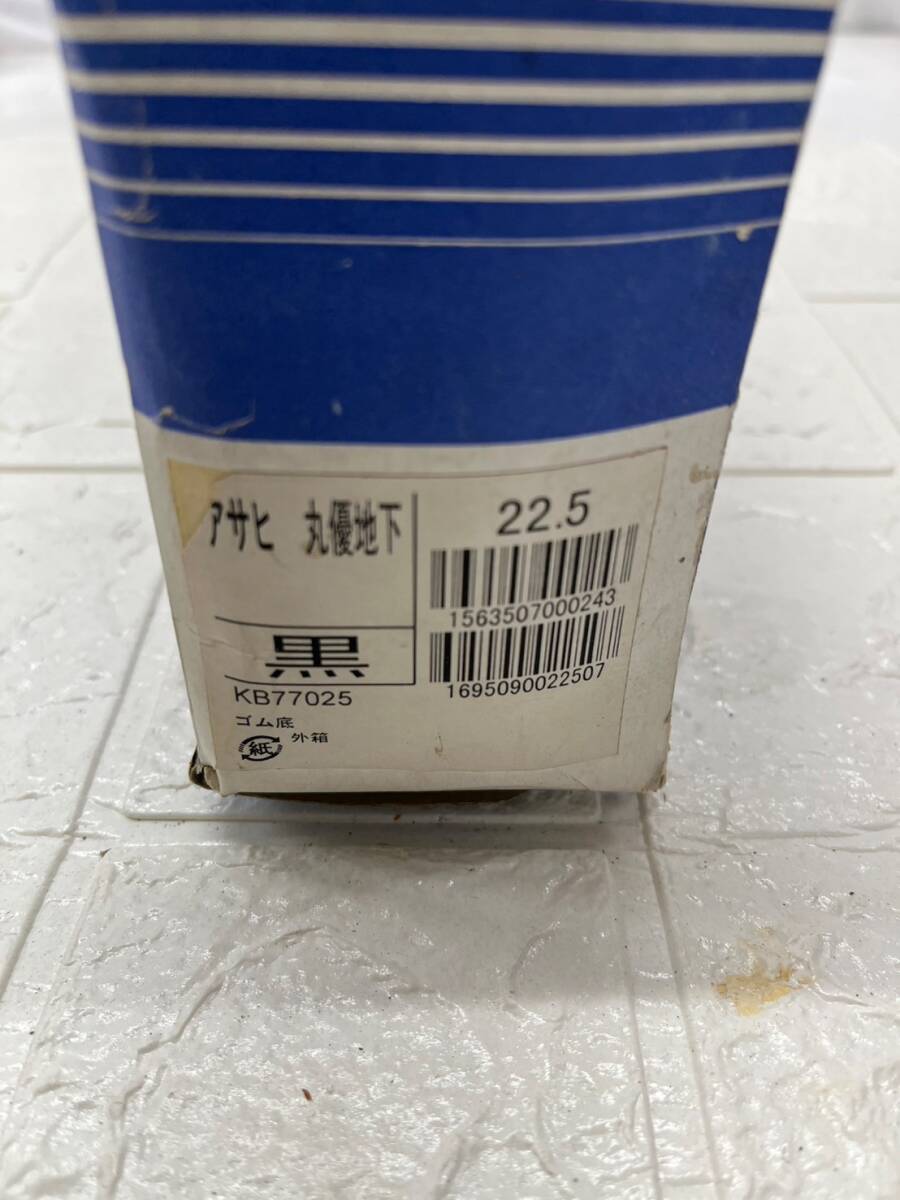 アサヒ 丸優地下
22.5
1563507000243
黒
1695090022507
KB77025
ゴム底
紙 外箱